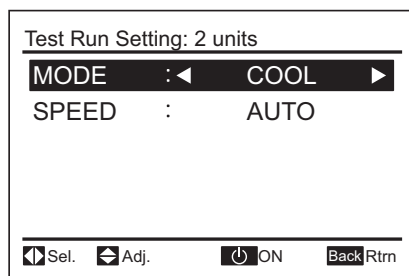 Test Run Setting: 2 units
MODE : ◀ COOL ▶
SPEED : AUTO
Sel. Adj. ON Back Rtrn